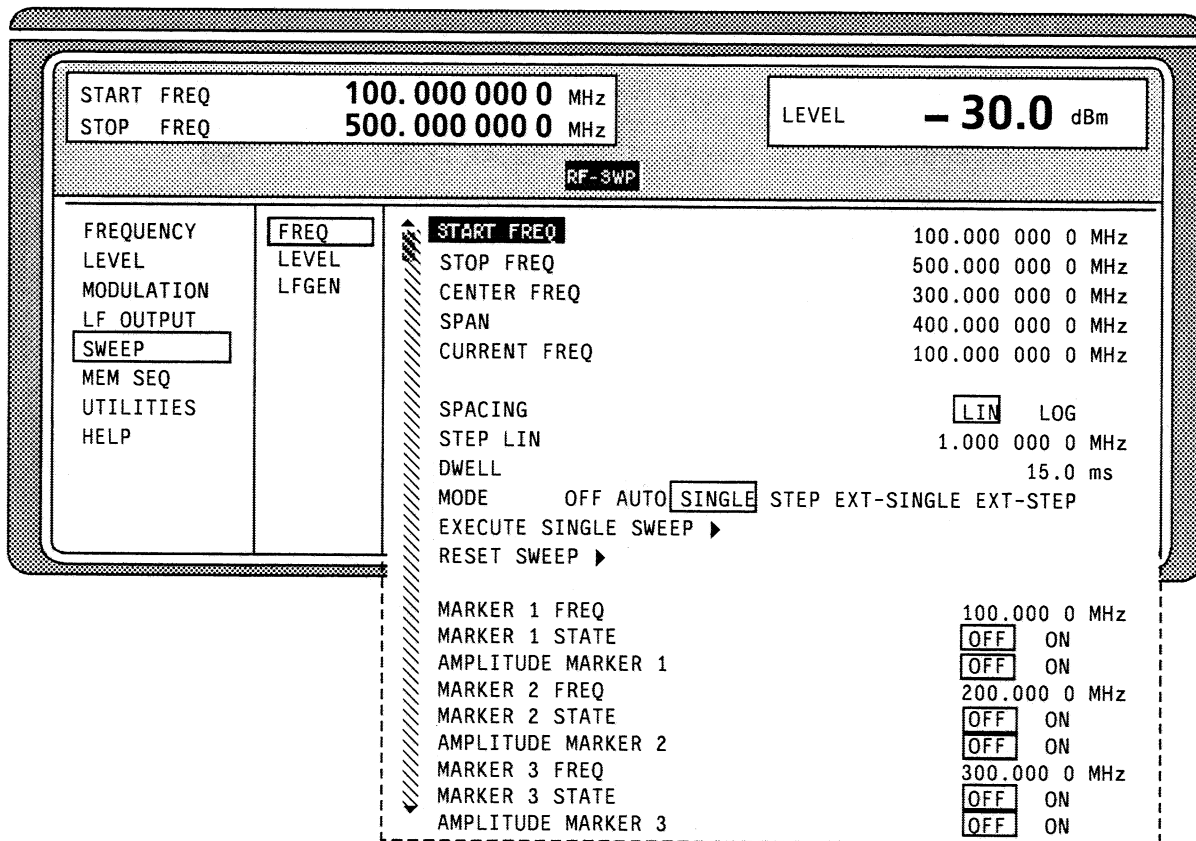 START FREQ 100.000 000 0 MHz
STOP FREQ 500.000 000 0 MHz
LEVEL - 30.0 dBm
RF-SWP
FREQUENCY
LEVEL
MODULATION
LF OUTPUT
SWEEP
MEM SEQ
UTILITIES
HELP
FREQ
LEVEL
LFGEN
START FREQ 100.000 000 0 MHz
STOP FREQ 500.000 000 0 MHz
CENTER FREQ 300.000 000 0 MHz
SPAN 400.000 000 0 MHz
CURRENT FREQ 100.000 000 0 MHz
SPACING LIN LOG
STEP LIN 1.000 000 0 MHz
DWELL 15.0 ms
MODE OFF AUTO SINGLE STEP EXT-SINGLE EXT-STEP
EXECUTE SINGLE SWEEP
RESET SWEEP
MARKER 1 FREQ 100.000 0 MHz
MARKER 1 STATE OFF ON
AMPLITUDE MARKER 1 OFF ON
MARKER 2 FREQ 200.000 0 MHz
MARKER 2 STATE OFF ON
AMPLITUDE MARKER 2 OFF ON
MARKER 3 FREQ 300.000 0 MHz
MARKER 3 STATE OFF ON
AMPLITUDE MARKER 3 OFF ON